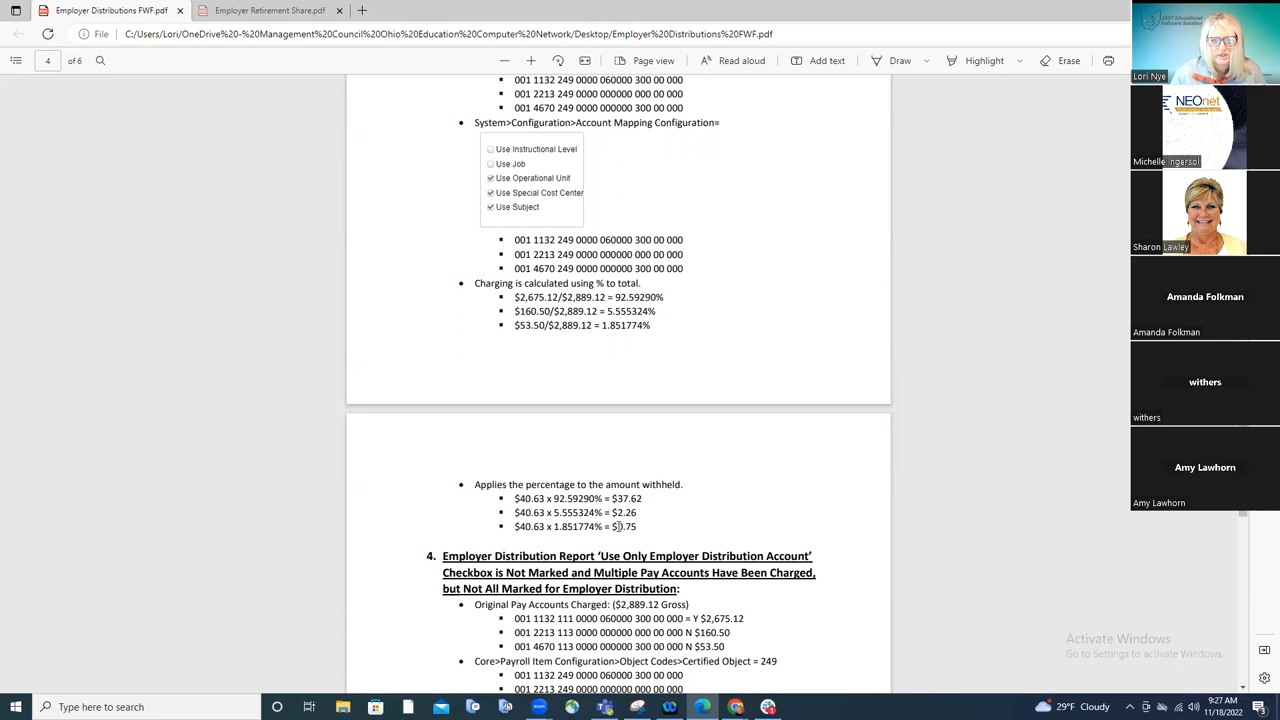 Employer Distributions FWF.pdf
Employer Retirement Share.pdf
File
C:/Users/Lori/OneDrive%20-%20Management%20Council%20Ohio%20Education%20Computer%20Network/Desktop/Employer%20Distributions%20FWF.pdf
4 of 6
Page view
Read aloud
Add text
Draw
Highlight
Erase
001 1132 249 0000 060000 300 00 000
001 2213 249 0000 000000 000 00 000
001 4670 249 0000 000000 300 00 000
System>Configuration>Account Mapping Configuration=
Use Instructional Level
Use Job
Use Operational Unit
Use Special Cost Center
Use Subject
001 1132 249 0000 060000 300 00 000
001 2213 249 0000 000000 000 00 000
001 4670 249 0000 000000 300 00 000
Charging is calculated using % to total.
$2,675.12/$2,889.12 = 92.59290%
$160.50/$2,889.12 = 5.555324%
$53.50/$2,889.12 = 1.851774%
Applies the percentage to the amount withheld.
$40.63 x 92.59290% = $37.62
$40.63 x 5.555324% = $2.26
$40.63 x 1.851774% = $0.75
4. Employer Distribution Report ‘Use Only Employer Distribution Account’
Checkbox is Not Marked and Multiple Pay Accounts Have Been Charged,
but Not All Marked for Employer Distribution:
Original Pay Accounts Charged: ($2,889.12 Gross)
001 1132 111 0000 060000 300 00 000 = Y $2,675.12
001 2213 113 0000 000000 000 00 000 N $160.50
001 4670 113 0000 000000 300 00 000 N $53.50
Core>Payroll Item Configuration>Object Codes>Certified Object = 249
001 1132 249 0000 060000 300 00 000
001 2213 249 0000 000000 000 00 000
Lori Nye
NEOnet
Michelle Ingersol
Sharon Lawley
Amanda Folkman
Amanda Folkman
withers
withers
Amy Lawhorn
Amy Lawhorn
Activate Windows
Go to Settings to activate Windows.
Type here to search
29°F Cloudy
9:27 AM
11/18/2022